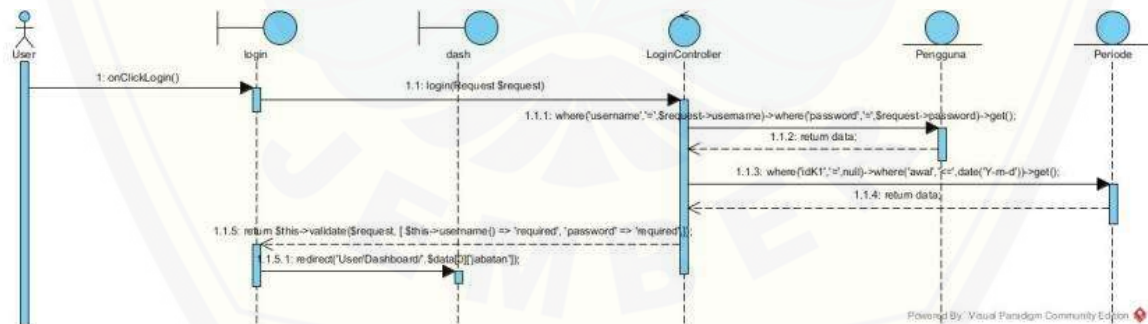 User
login
dash
LoginController
Pengguna
Periode
1: onClickLogin()
1.1: login(Request $request)
1.1.1: where('username','=',$request->username)->where('password','=',$request->password)->get();
1.1.2: return data;
1.1.3: where('idK1','=',null)->where('awal','<=',date('Y-m-d'))->get();
1.1.4: return data;
1.1.5: return $this->validate($request, [ $this->username() => 'required', 'password' => 'required',]);
1.1.5.1: redirect('User/Dashboard/'. $data[0]['jabatan']);
JEMBE
Powered By Visual Paradigm Community Edition